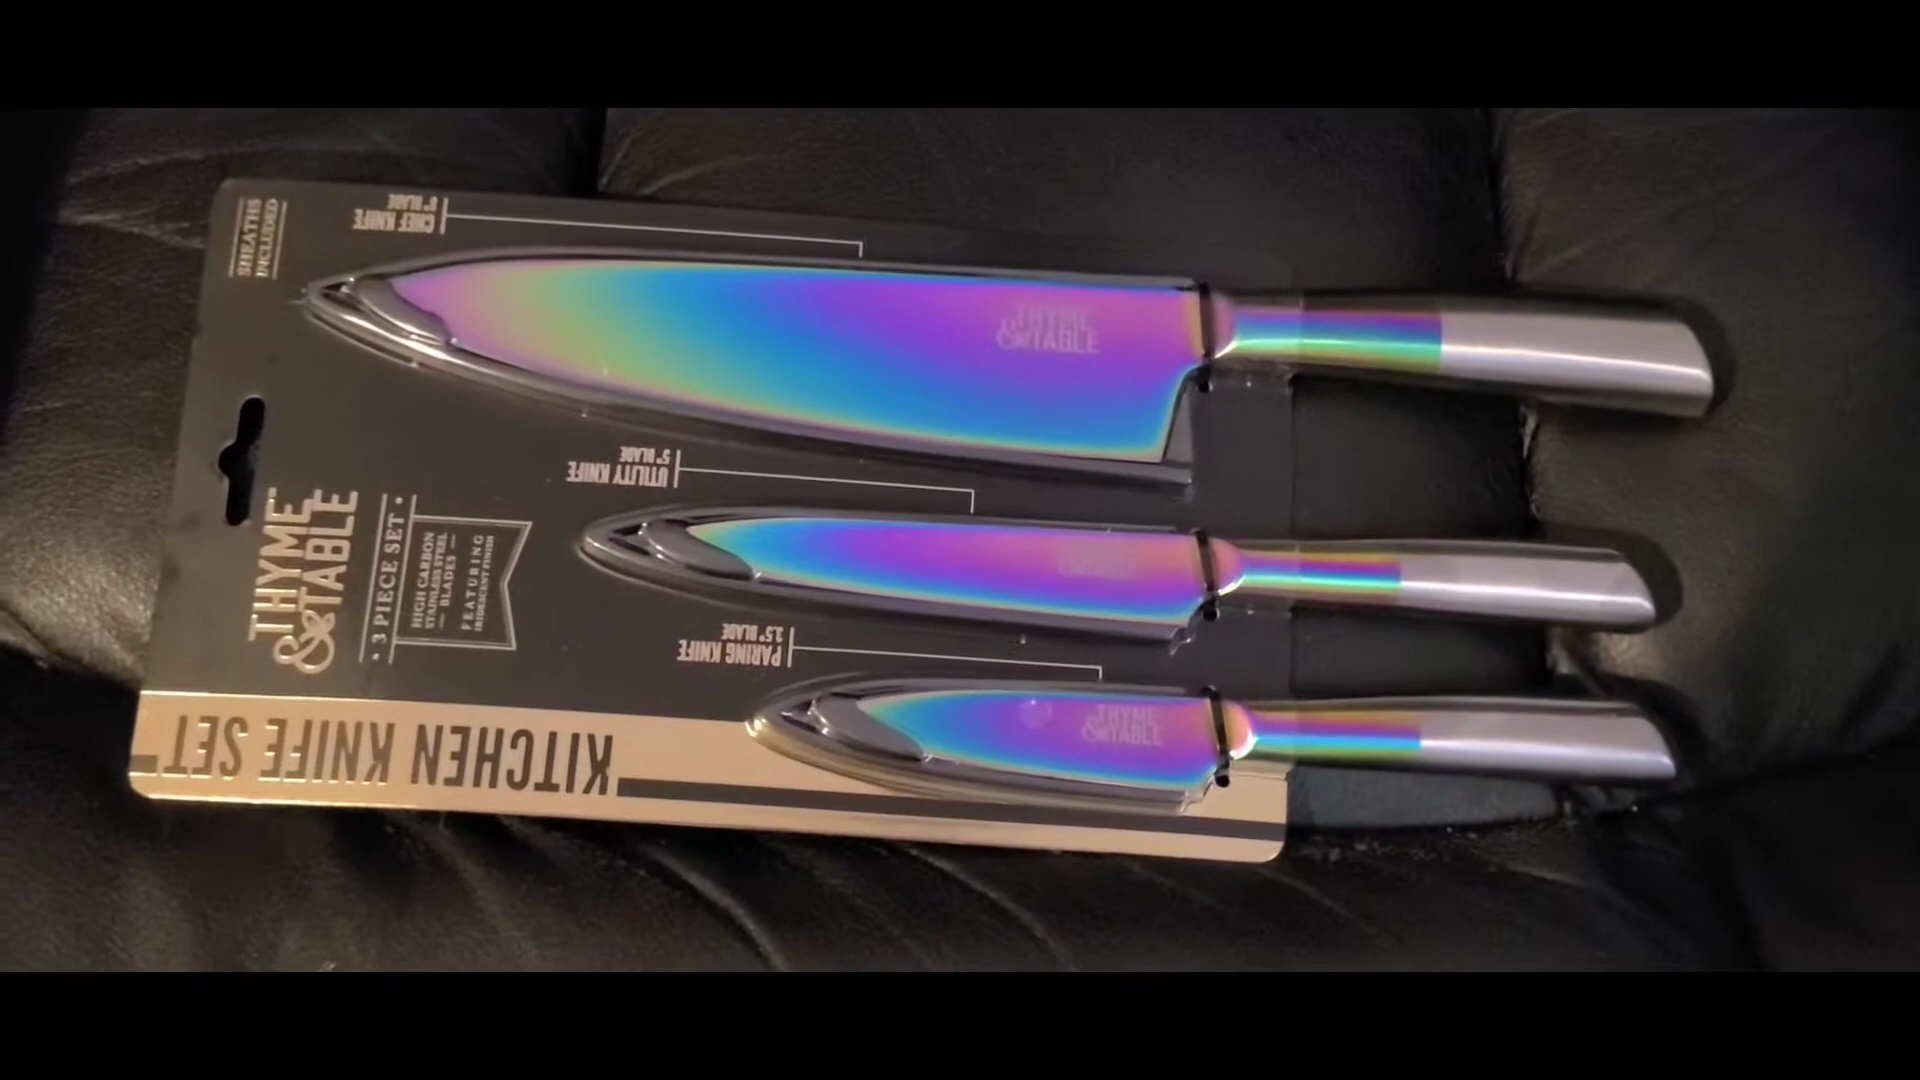 SHEATHS
INCLUDED
CHEF KNIFE
8" BLADE
THYME
&TABLE
UTILITY KNIFE
5" BLADE
THYME
&TABLE
• 3 PIECE SET •
HIGH CARBON
STAINLESS STEEL
— BLADES —
FEATURING
IRIDESCENT FINISH
PARING KNIFE
3.5" BLADE
THYME
&TABLE
KITCHEN KNIFE SET